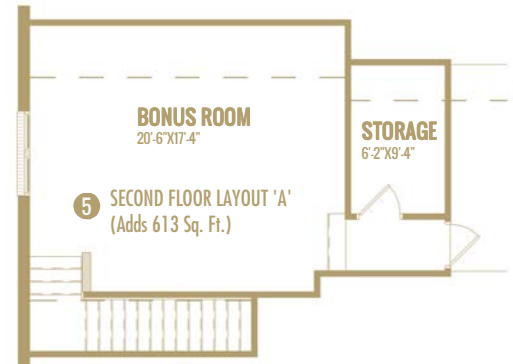 BONUS ROOM
20'-6"X17'-4"
STORAGE
6'-2"X9'-4"
5 SECOND FLOOR LAYOUT 'A'
(Adds 613 Sq. Ft.)